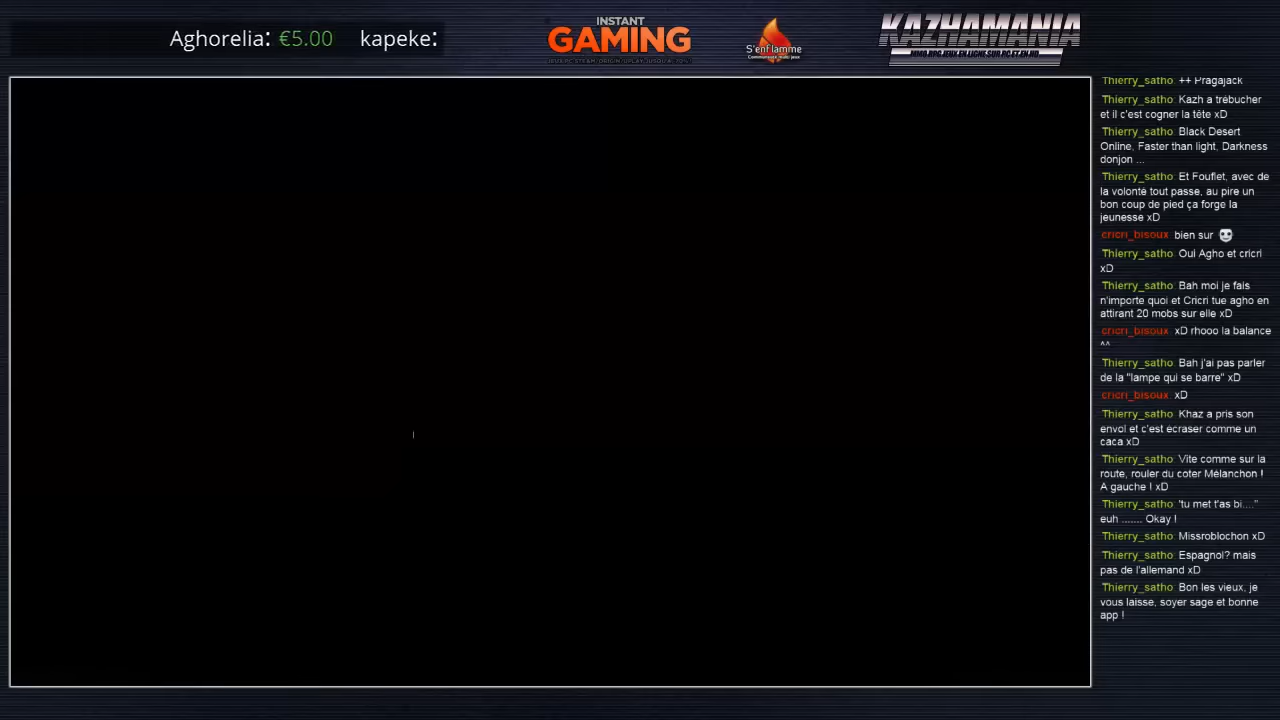 Aghorelia: €5.00 kapeke:
INSTANT
GAMING
S'enflamme
KAZHAMANIA
Thierry_satho: ++ Pragajack
Thierry_satho: Kazh a trébucher
et il c'est cogner la tête xD
Thierry_satho: Black Desert
Online, Faster than light, Darkness
donjon ...
Thierry_satho: Et Fouflet, avec de
la volonté tout passe, au pire un
bon coup de pied ça forge la
jeunesse xD
cricri_bisoux: bien sur
Thierry_satho: Oui Agho et cricri
xD
Thierry_satho: Bah moi je fais
n'importe quoi et Cricri tue agho en
attirant 20 mobs sur elle xD
cricri_bisoux: xD rhooo la balance
^^
Thierry_satho: Bah j'ai pas parler
de la "lampe qui se barre" xD
cricri_bisoux: xD
Thierry_satho: Khaz a pris son
envol et c'est écraser comme un
caca xD
Thierry_satho: Vite comme sur la
route, rouler du coter Mélanchon !
A gauche ! xD
Thierry_satho: 'tu met t'as bi...."
euh ....... Okay !
Thierry_satho: Missroblochon xD
Thierry_satho: Espagnol? mais
pas de l'allemand xD
Thierry_satho: Bon les vieux, je
vous laisse, soyer sage et bonne
app !